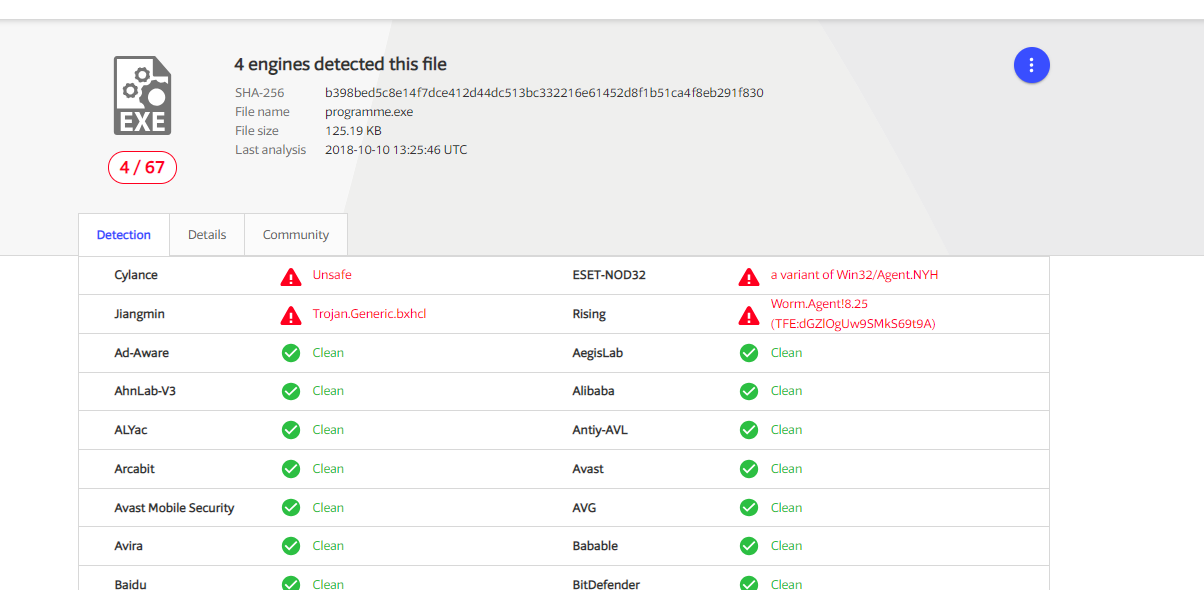 4 engines detected this file
SHA-256 b398bed5c8e14f7dce412d44dc513bc332216e61452d8f1b51ca4f8eb291f830
File name programme.exe
File size 125.19 KB
Last analysis 2018-10-10 13:25:46 UTC
EXE
4 / 67
Detection Details Community
Cylance Unsafe ESET-NOD32 a variant of Win32/Agent.NYH
Jiangmin Trojan.Generic.bxhcl Rising Worm.Agent!8.25
(TFE:dGZlOgUw9SMkS69t9A)
Ad-Aware Clean AegisLab Clean
AhnLab-V3 Clean Alibaba Clean
ALYac Clean Antiy-AVL Clean
Arcabit Clean Avast Clean
Avast Mobile Security Clean AVG Clean
Avira Clean Babable Clean
Baidu Clean BitDefender Clean